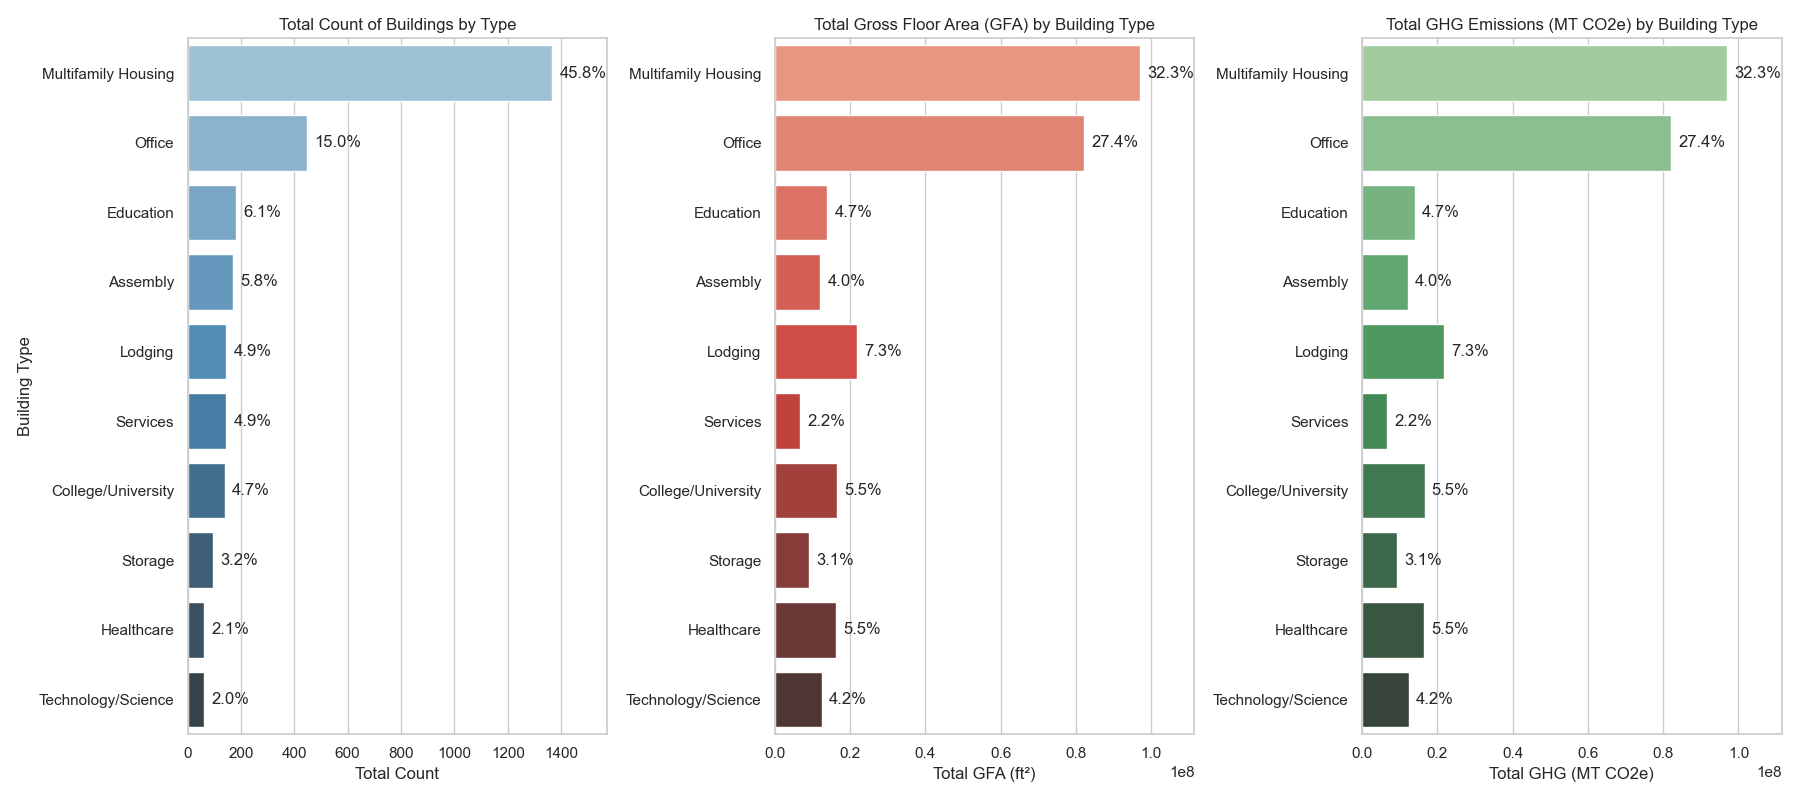 Total Count of Buildings by Type
Multifamily Housing
Office
Education
Assembly
Lodging
Services
College/University
Storage
Healthcare
Technology/Science
45.8%
15.0%
6.1%
5.8%
4.9%
4.9%
4.7%
3.2%
2.1%
2.0%
0 200 400 600 800 1000 1200 1400
Total Count
Building Type
Total Gross Floor Area (GFA) by Building Type
Multifamily Housing
Office
Education
Assembly
Lodging
Services
College/University
Storage
Healthcare
Technology/Science
32.3%
27.4%
4.7%
4.0%
7.3%
2.2%
5.5%
3.1%
5.5%
4.2%
0.0 0.2 0.4 0.6 0.8 1.0
1e8
Total GFA (ft²)
Total GHG Emissions (MT CO2e) by Building Type
Multifamily Housing
Office
Education
Assembly
Lodging
Services
College/University
Storage
Healthcare
Technology/Science
32.3%
27.4%
4.7%
4.0%
7.3%
2.2%
5.5%
3.1%
5.5%
4.2%
0.0 0.2 0.4 0.6 0.8 1.0
1e8
Total GHG (MT CO2e)